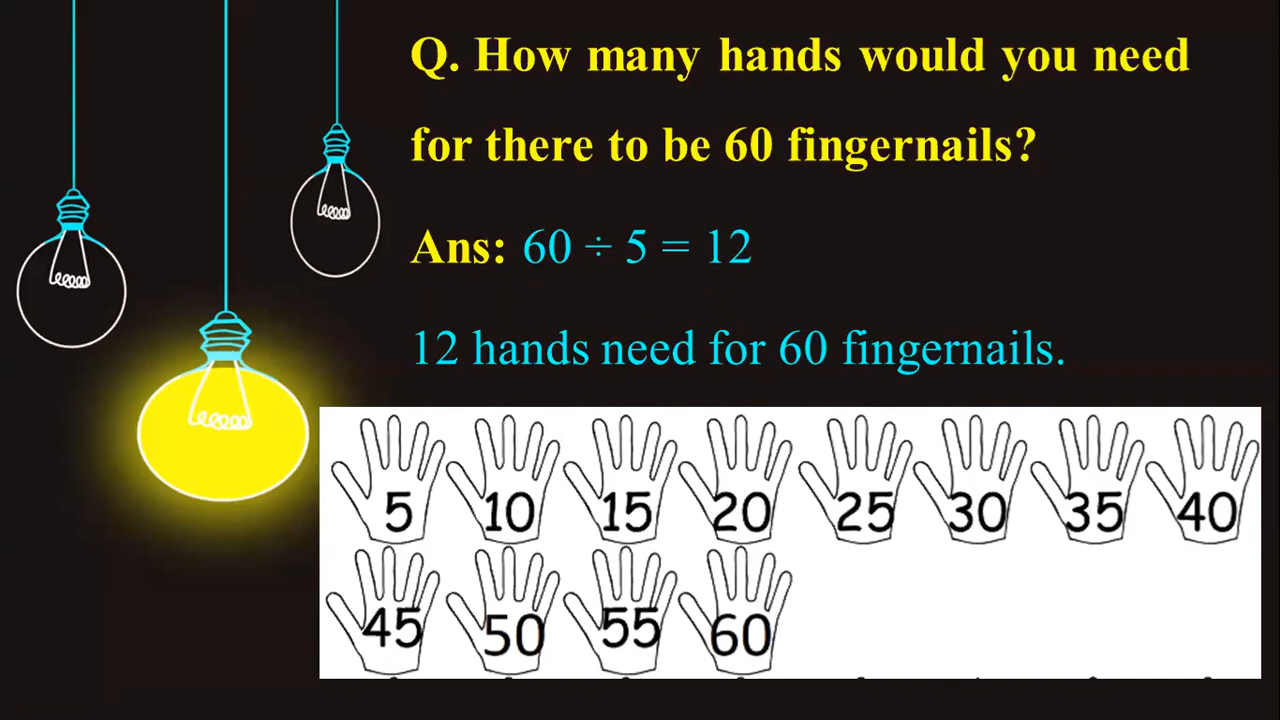 Q. How many hands would you need
for there to be 60 fingernails?
Ans: 60 ÷ 5 = 12
12 hands need for 60 fingernails.
5 10 15 20 25 30 35 40
45 50 55 60